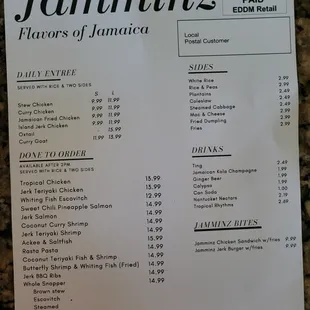 Jamminz
Flavors of Jamaica
PAID
EDDM Retail
Local
Postal Customer
DAILY ENTREE
SERVED WITH RICE & TWO SIDES
S L
Stew Chicken 9.99 11.99
Curry Chicken 9.99 11.99
Jamaican Fried Chicken 9.99 11.99
Island Jerk Chicken 9.99 11.99
Oxtail 15.99
Curry Goat 11.99 13.99
DONE TO ORDER
AVAILABLE AFTER 2PM
SERVED WITH RICE & TWO SIDES
Tropical Chicken 13.99
Jerk Teriyaki Chicken 13.99
Whiting Fish Escovitch 12.99
Sweet Chili Pineapple Salmon 14.99
Jerk Salmon 14.99
Coconut Curry Shrimp 14.99
Jerk Teriyaki Shrimp 14.99
Ackee & Saltfish 15.99
Rasta Pasta 14.99
Coconut Teriyaki Fish & Shrimp 14.99
Butterfly Shrimp & Whiting Fish (Fried) 14.99
Jerk BBQ Ribs 14.99
Whole Snapper
Brown stew
Escovitch
Steamed
SIDES
White Rice 2.99
Rice & Peas 2.99
Plantains 2.49
Coleslaw 2.99
Steamed Cabbage 2.99
Mac & Cheese 2.99
Fried Dumpling 2.99
Fries 2.99
DRINKS
Ting 2.49
Jamaican Kola Champagne 1.99
Ginger Beer 1.99
Calypso
Can Soda 1.99
Nantucket Nectars 2.49
Tropical Rhythms 2.69
JAMMINZ BITES
Jamminz Chicken Sandwich w/fries 9.99
Jamminz Jerk Burger w/fries 9.99